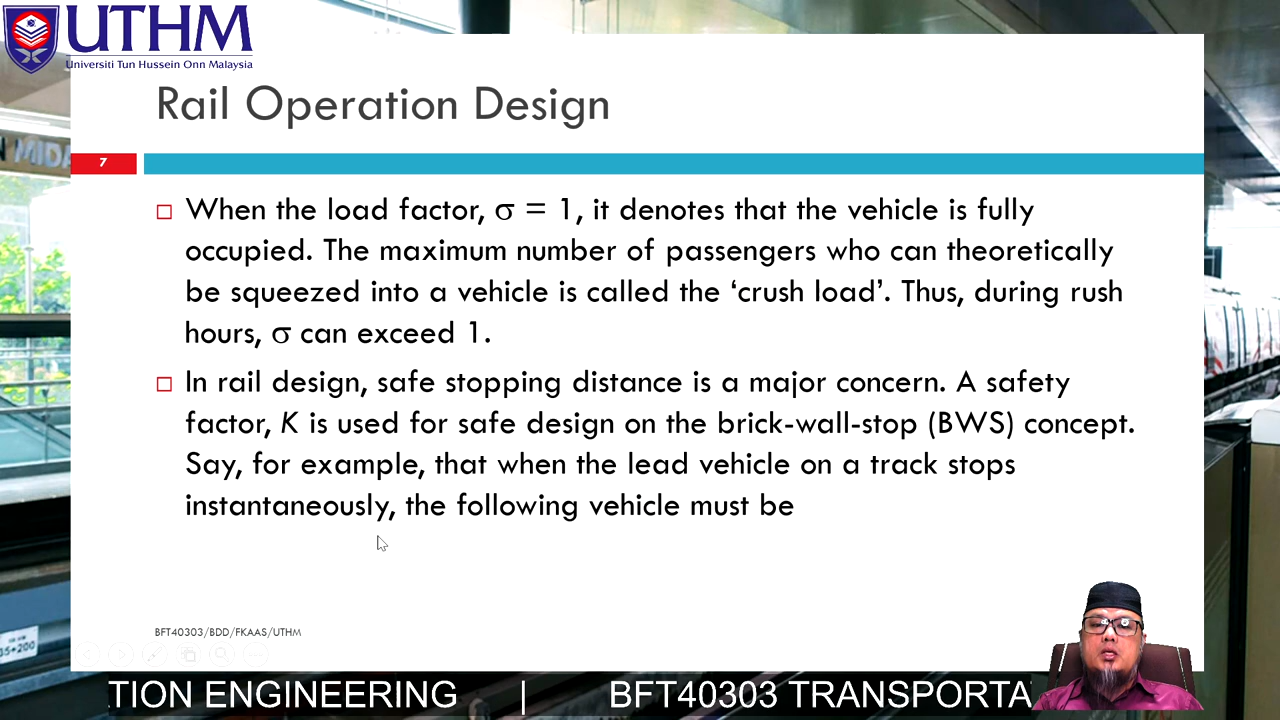 UTHM
Universiti Tun Hussein Onn Malaysia
Rail Operation Design
MIDA
7
□ When the load factor, σ = 1, it denotes that the vehicle is fully
occupied. The maximum number of passengers who can theoretically
be squeezed into a vehicle is called the ‘crush load’. Thus, during rush
hours, σ can exceed 1.
□ In rail design, safe stopping distance is a major concern. A safety
factor, K is used for safe design on the brick-wall-stop (BWS) concept.
Say, for example, that when the lead vehicle on a track stops
instantaneously, the following vehicle must be
BFT40303/BDD/FKAAS/UTHM
TION ENGINEERING | BFT40303 TRANSPORTA